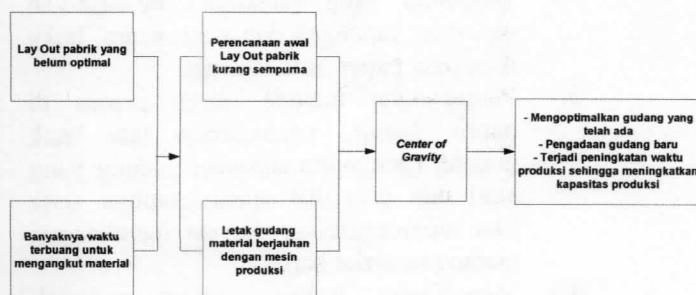 Lay Out pabrik yang
belum optimal
Banyaknya waktu
terbuang untuk
mengangkut material
Perencanaan awal
Lay Out pabrik
kurang sempurna
Letak gudang
material berjauhan
dengan mesin
produksi
Center of
Gravity
- Mengoptimalkan gudang yang
telah ada
- Pengadaan gudang baru
- Terjadi peningkatan waktu
produksi sehingga meningkatkan
kapasitas produksi